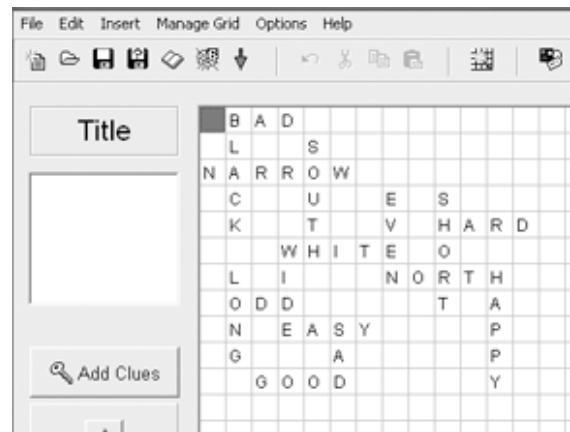 File Edit Insert Manage Grid Options Help
Title
B A D
L S
N A R R O W
C U E S
K T V H A R D
W H I T E O
L I N O R T H
O D D T A
N E A S Y P
G A P
G O O D Y
Add Clues